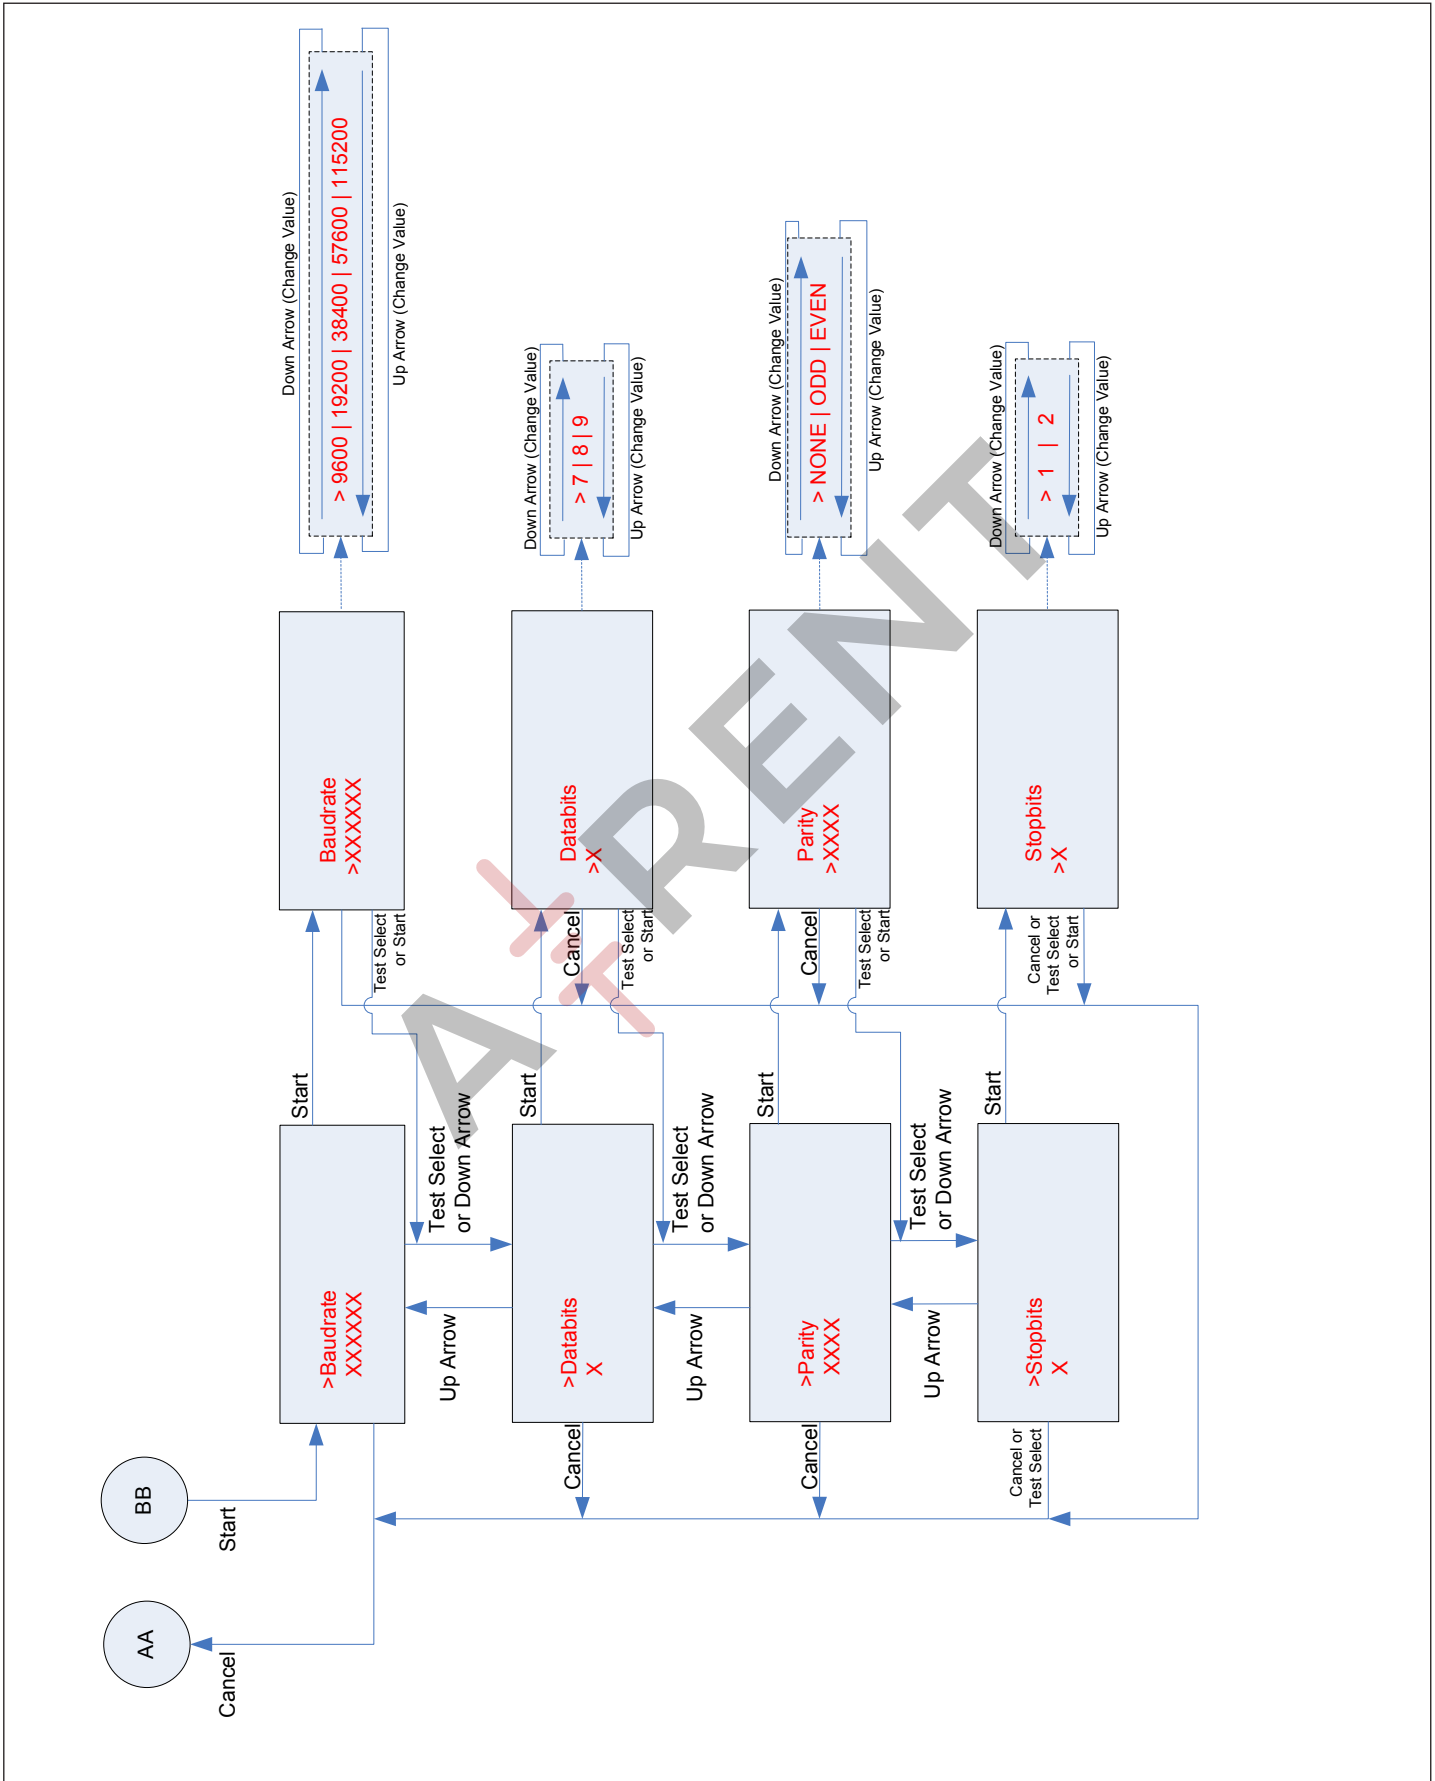 AA
Cancel
BB
Start
>Baudrate
XXXXXX
Start
Baudrate
>XXXXXXX
Test Select
or Start
Down Arrow (Change Value)
> 9600 | 19200 | 38400 | 57600 | 115200
Up Arrow (Change Value)
Up Arrow
Test Select
or Down Arrow
>Databits
X
Cancel
Start
Databits
>X
Cancel
Test Select
or Start
Down Arrow (Change Value)
> 7 | 8 | 9
Up Arrow (Change Value)
Up Arrow
Test Select
or Down Arrow
>Parity
XXXX
Cancel
Start
Parity
>XXXX
Cancel
Test Select
or Start
Down Arrow (Change Value)
> NONE | ODD | EVEN
Up Arrow (Change Value)
Up Arrow
Test Select
or Down Arrow
>Stopbits
X
Cancel or
Test Select
Start
Stopbits
>X
Cancel or
Test Select
or Start
Down Arrow (Change Value)
> 1 | 2
Up Arrow (Change Value)
A RENT